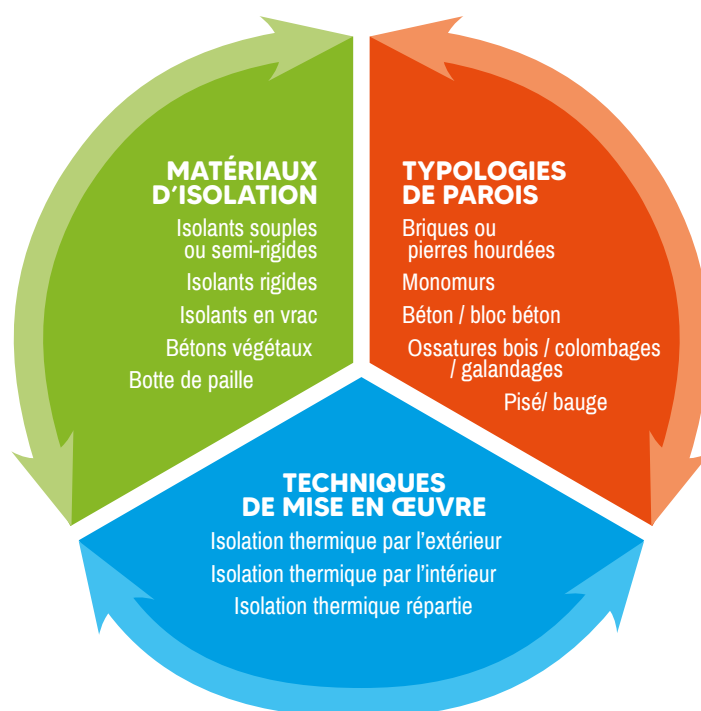 MATÉRIAUX
D’ISOLATION
Isolants souples
ou semi-rigides
Isolants rigides
Isolants en vrac
Bétons végétaux
Botte de paille
TYPOLOGIES
DE PAROIS
Briques ou
pierres hourdées
Monomurs
Béton / bloc béton
Ossatures bois / colombages
/ galandages
Pisé/ bauge
TECHNIQUES
DE MISE EN ŒUVRE
Isolation thermique par l’extérieur
Isolation thermique par l’intérieur
Isolation thermique répartie